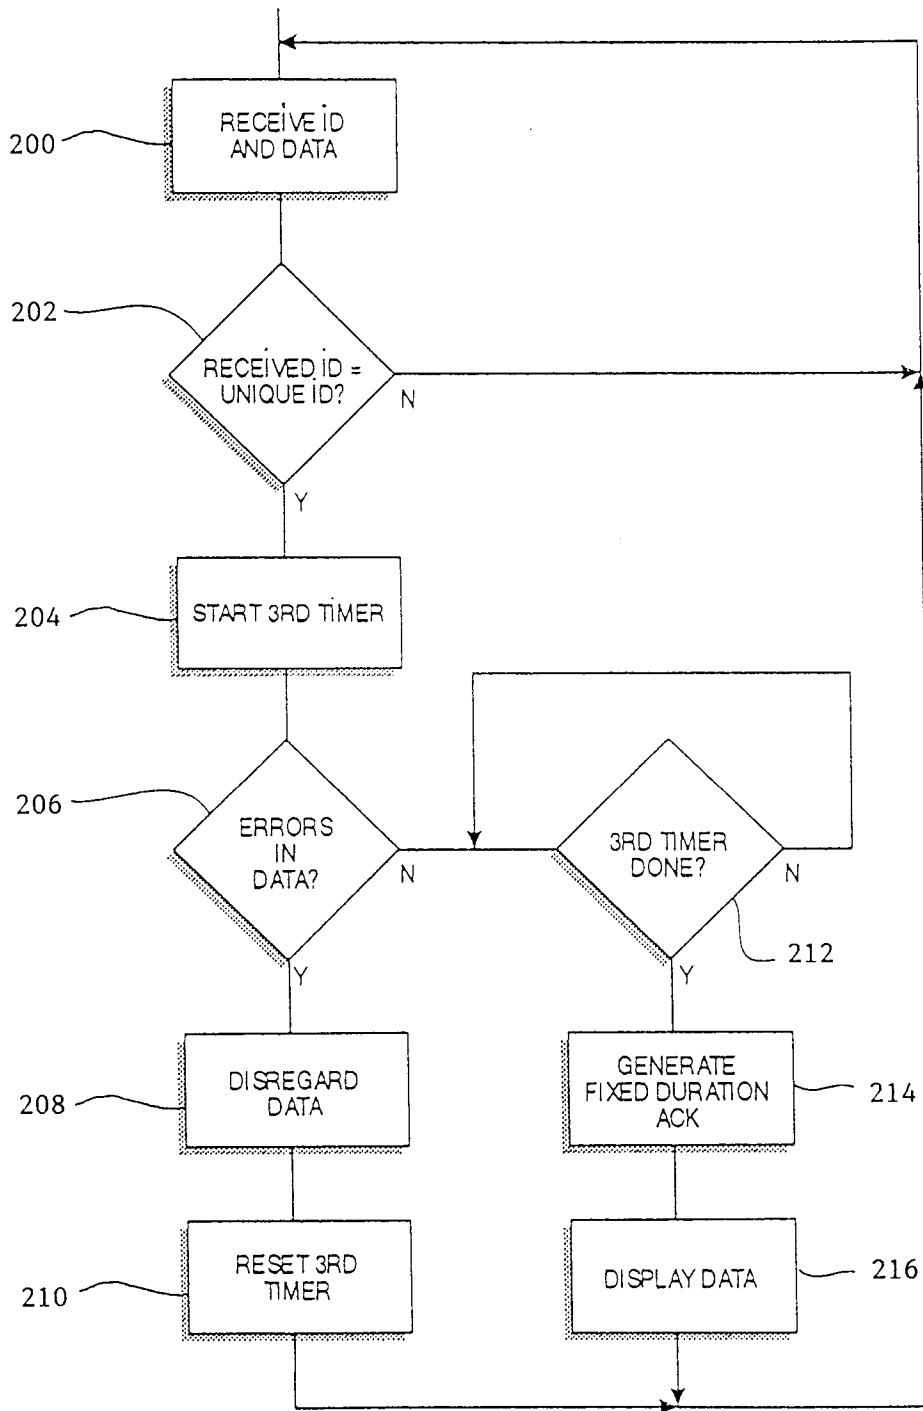 200
RECEIVE ID
AND DATA
202
RECEIVED ID =
UNIQUE ID?
N
Y
204
START 3RD TIMER
206
ERRORS
IN
DATA?
N
Y
3RD TIMER
DONE?
N
212
Y
208
DISREGARD
DATA
GENERATE
FIXED DURATION
ACK
214
210
RESET 3RD
TIMER
DISPLAY DATA
216